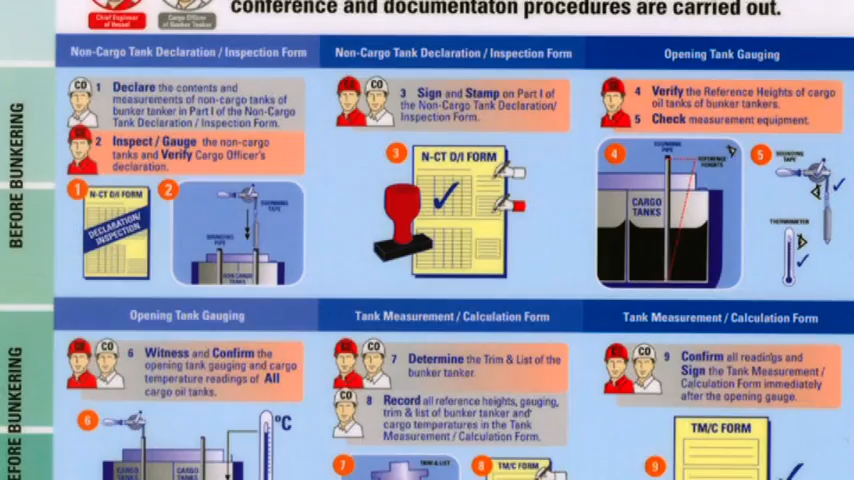 conference and documentaton procedures are carried out.
Chief Engineer
of Vessel
Cargo Officer
of Bunker Tanker
Non-Cargo Tank Declaration / Inspection Form
Non-Cargo Tank Declaration / Inspection Form
Opening Tank Gauging
BEFORE BUNKERING
CO
1 Declare the contents and
measurements of non-cargo tanks of
bunker tanker in Part I of the Non-Cargo
Tank Declaration / Inspection Form.
CE
2 Inspect / Gauge the non-cargo
tanks and Verify Cargo Officer's
declaration.
1
N-CT D/I FORM
DECLARATION/
INSPECTION
2
SOUNDING
TAPE
SOUNDING
PIPE
NON CARGO
TANKS
CE
CO
3 Sign and Stamp on Part I of
the Non-Cargo Tank Declaration/
Inspection Form.
3
N-CT D/I FORM
CE
4 Verify the Reference Heights of cargo
oil tanks of bunker tankers.
5 Check measurement equipment.
4
SOUNDING
PIPE
REFERENCE
HEIGHTS
CARGO
TANKS
5
SOUNDING
TAPE
THERMOMETER
Opening Tank Gauging
Tank Measurement / Calculation Form
Tank Measurement / Calculation Form
EFORE BUNKERING
CE
CO
6 Witness and Confirm the
opening tank gauging and cargo
temperature readings of All
cargo oil tanks.
6
ºC
CARGO
TANKS
CARGO
TANKS
CE
CO
7 Determine the Trim & List of the
bunker tanker.
CO
8 Record all reference heights, gauging,
trim & list of bunker tanker and
cargo temperatures in the Tank
Measurement / Calculation Form.
7
TRIM & LIST
8
TM/C FORM
CE
CO
9 Confirm all readings and
Sign the Tank Measurement /
Calculation Form immediately
after the opening gauge.
9
TM/C FORM